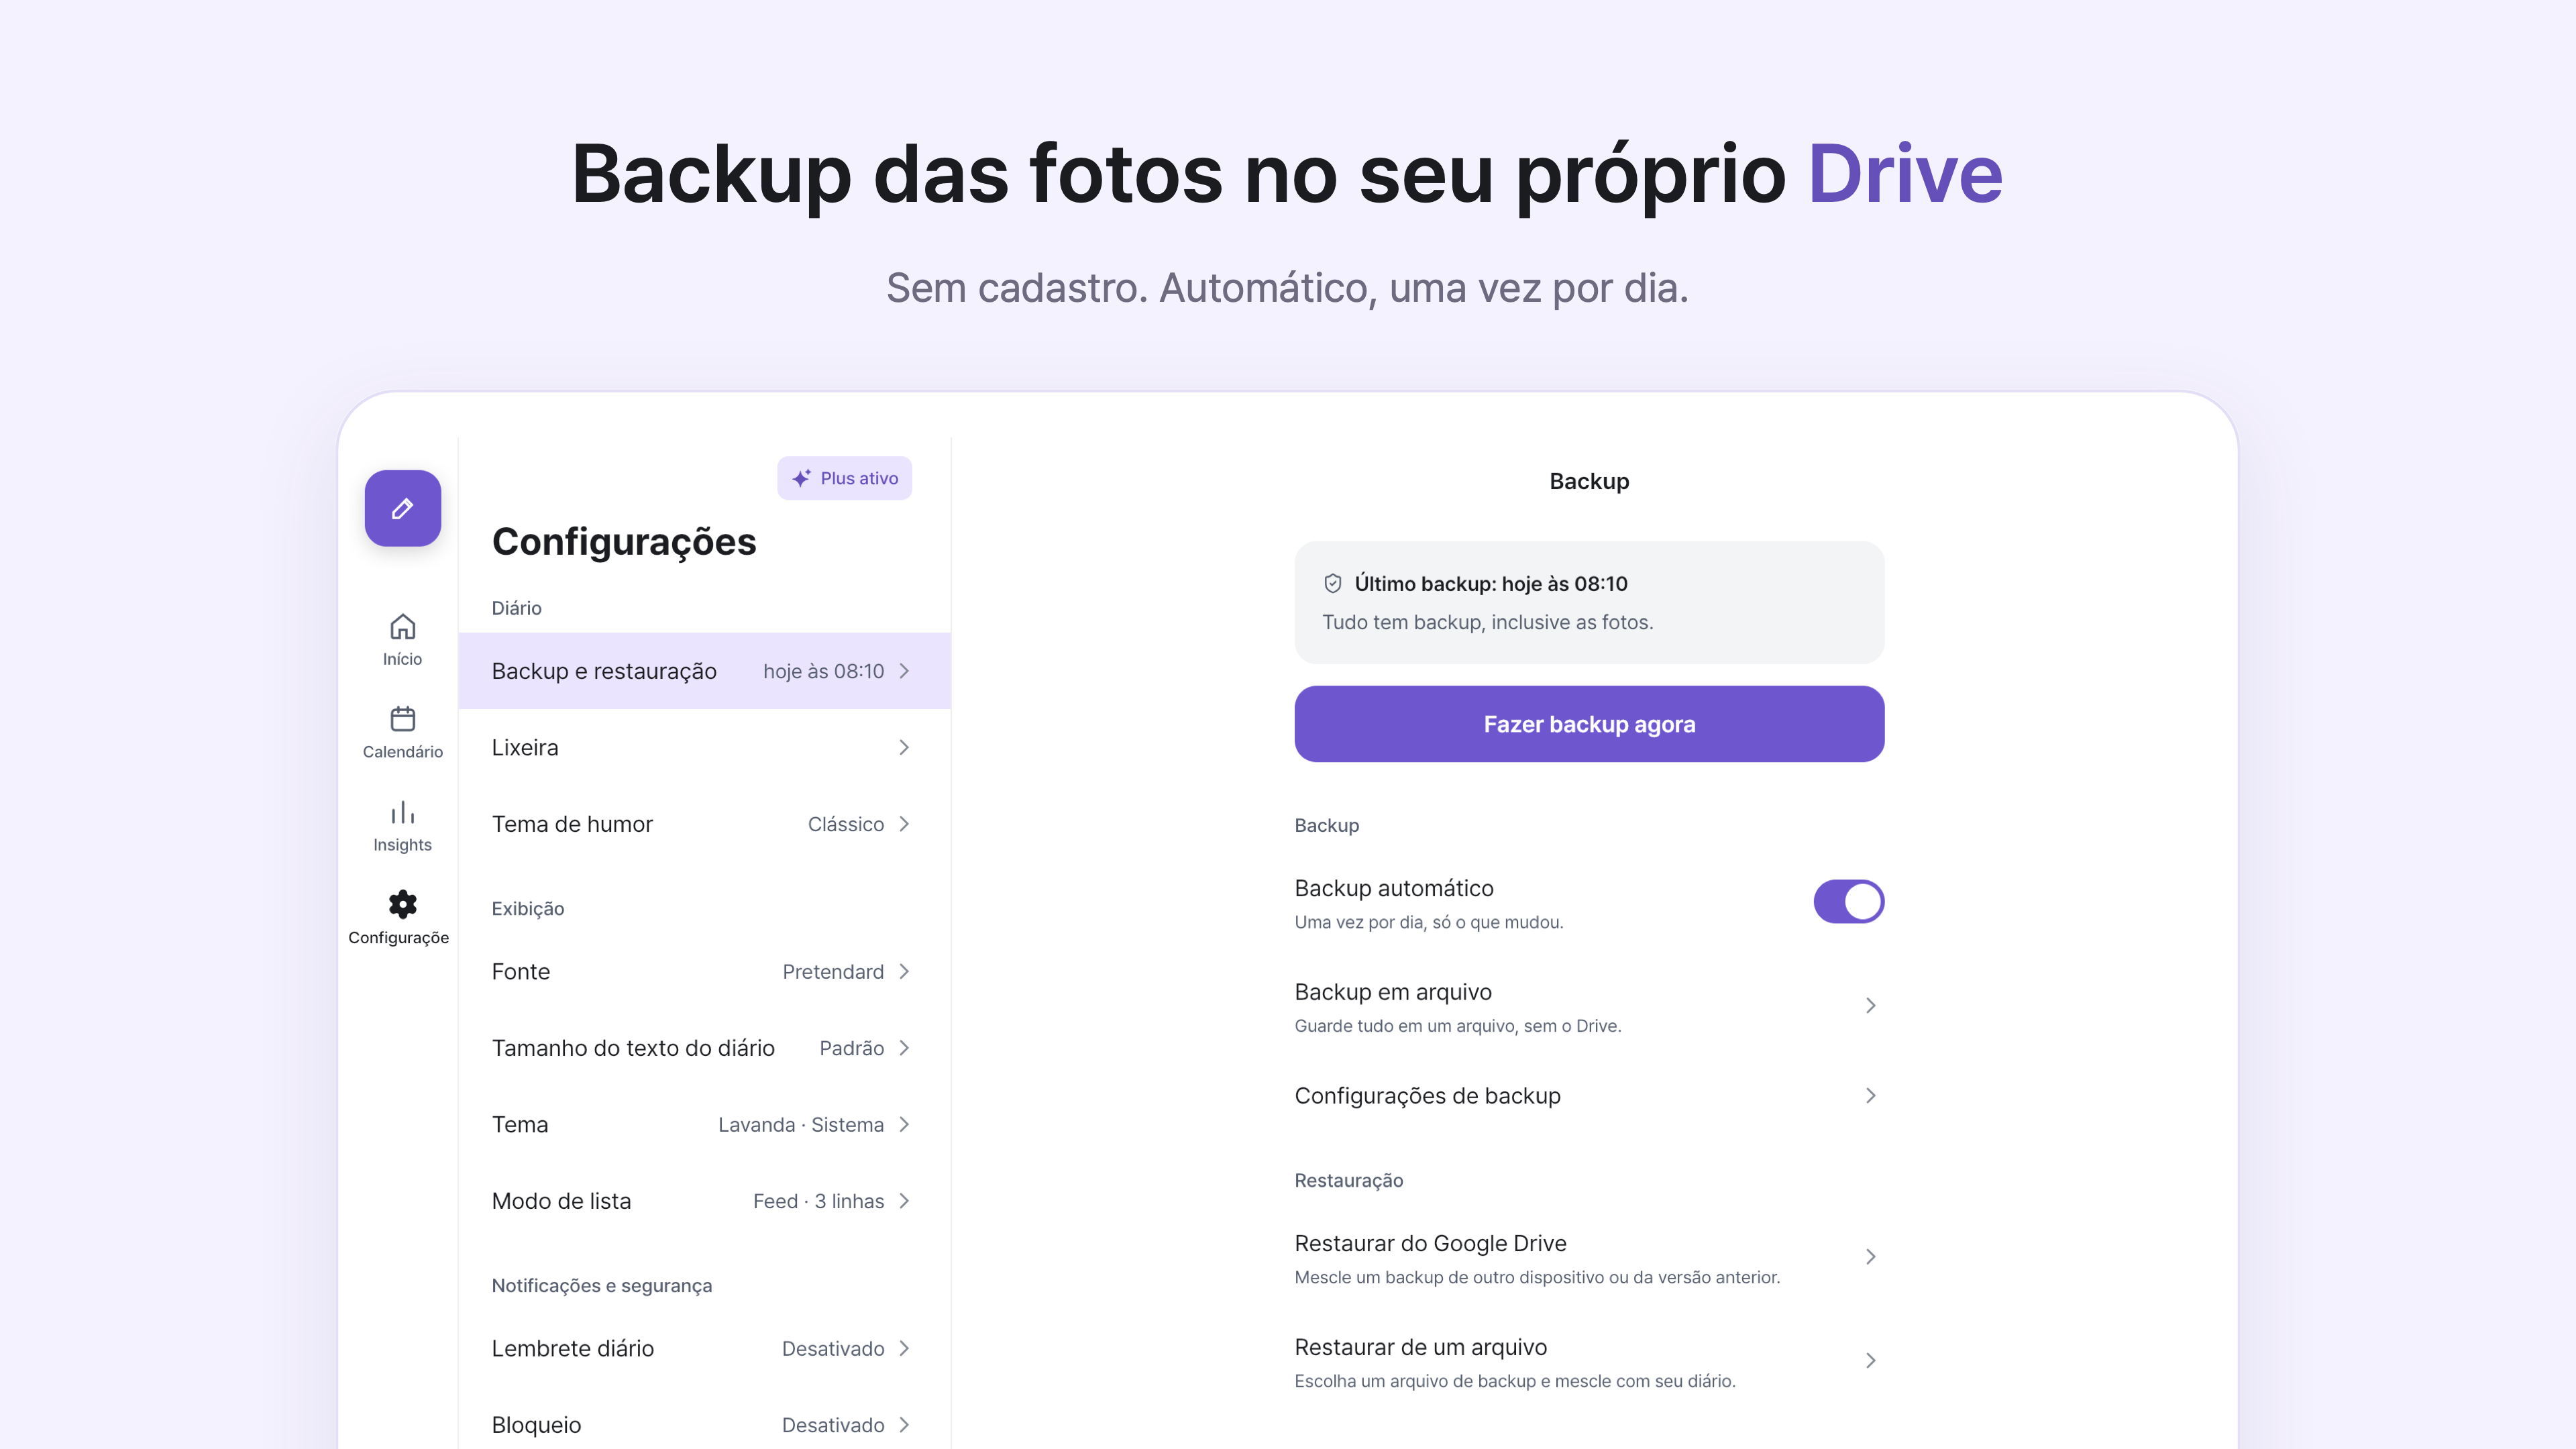 Backup das fotos no seu próprio Drive
Sem cadastro. Automático, uma vez por dia.
Início
Calendário
Insights
Configuraçõe
Plus ativo
Configurações
Diário
Backup e restauração hoje às 08:10
Lixeira
Tema de humor Clássico
Exibição
Fonte Pretendard
Tamanho do texto do diário Padrão
Tema Lavanda · Sistema
Modo de lista Feed · 3 linhas
Notificações e segurança
Lembrete diário Desativado
Bloqueio Desativado
Backup
Último backup: hoje às 08:10
Tudo tem backup, inclusive as fotos.
Fazer backup agora
Backup
Backup automático
Uma vez por dia, só o que mudou.
Backup em arquivo
Guarde tudo em um arquivo, sem o Drive.
Configurações de backup
Restauração
Restaurar do Google Drive
Mescle um backup de outro dispositivo ou da versão anterior.
Restaurar de um arquivo
Escolha um arquivo de backup e mescle com seu diário.